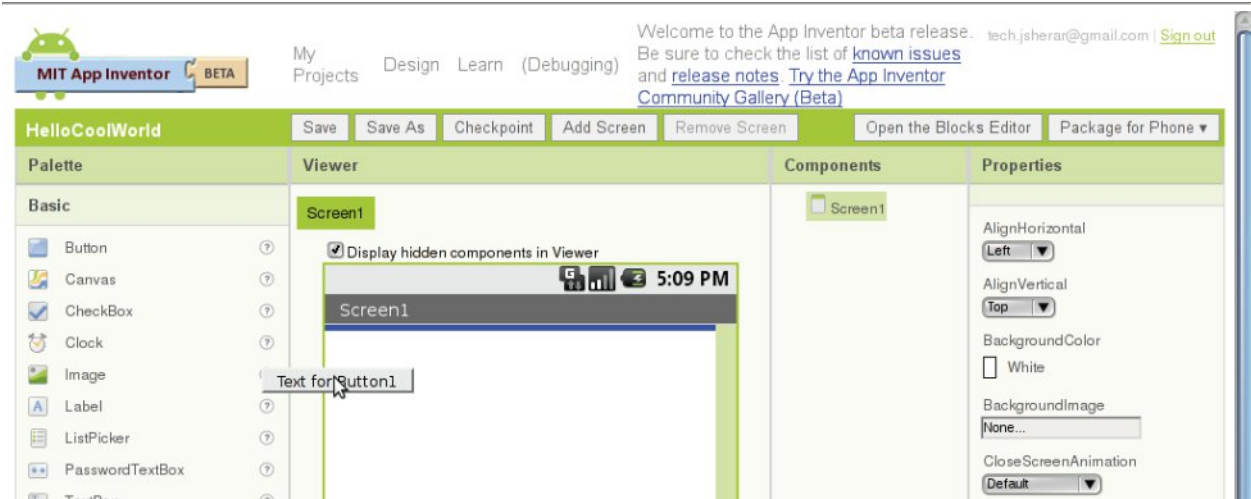 MIT App Inventor BETA
My
Projects
Design Learn (Debugging)
Welcome to the App Inventor beta release.
Be sure to check the list of known issues
and release notes. Try the App Inventor
Community Gallery (Beta)
tech.jsherar@gmail.com | Sign out
HelloCoolWorld
Save Save As Checkpoint Add Screen Remove Screen Open the Blocks Editor Package for Phone ▾
Palette
Basic
Button ?
Canvas ?
CheckBox ?
Clock ?
Image
Label ?
ListPicker ?
PasswordTextBox ?
Viewer
Screen1
Display hidden components in Viewer
5:09 PM
Screen1
Text for Button1
Components
Screen1
Properties
AlignHorizontal
Left
AlignVertical
Top
BackgroundColor
White
BackgroundImage
None...
CloseScreenAnimation
Default